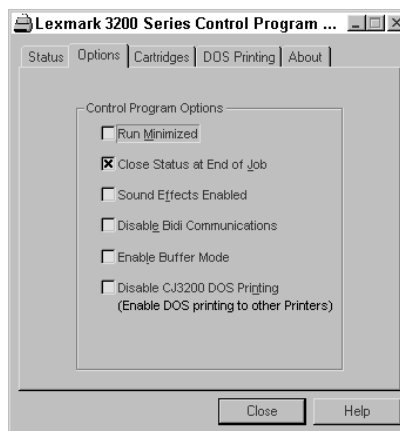 Lexmark 3200 Series Control Program ...
Status Options Cartridges DOS Printing About
Control Program Options
Run Minimized
Close Status at End of Job
Sound Effects Enabled
Disable Bidi Communications
Enable Buffer Mode
Disable CJ3200 DOS Printing
(Enable DOS printing to other Printers)
Close Help